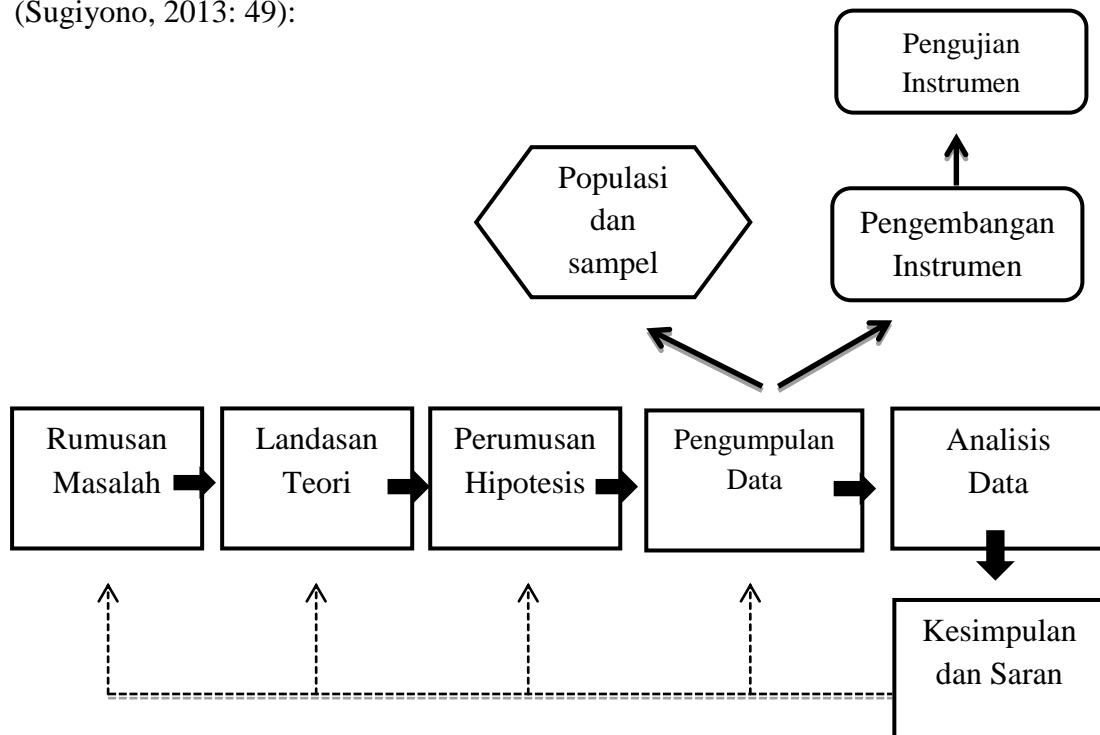 (Sugiyono, 2013: 49):
Pengujian
Instrumen
Populasi
dan
sampel
Pengembangan
Instrumen
Rumusan
Masalah
Landasan
Teori
Perumusan
Hipotesis
Pengumpulan
Data
Analisis
Data
Kesimpulan
dan Saran